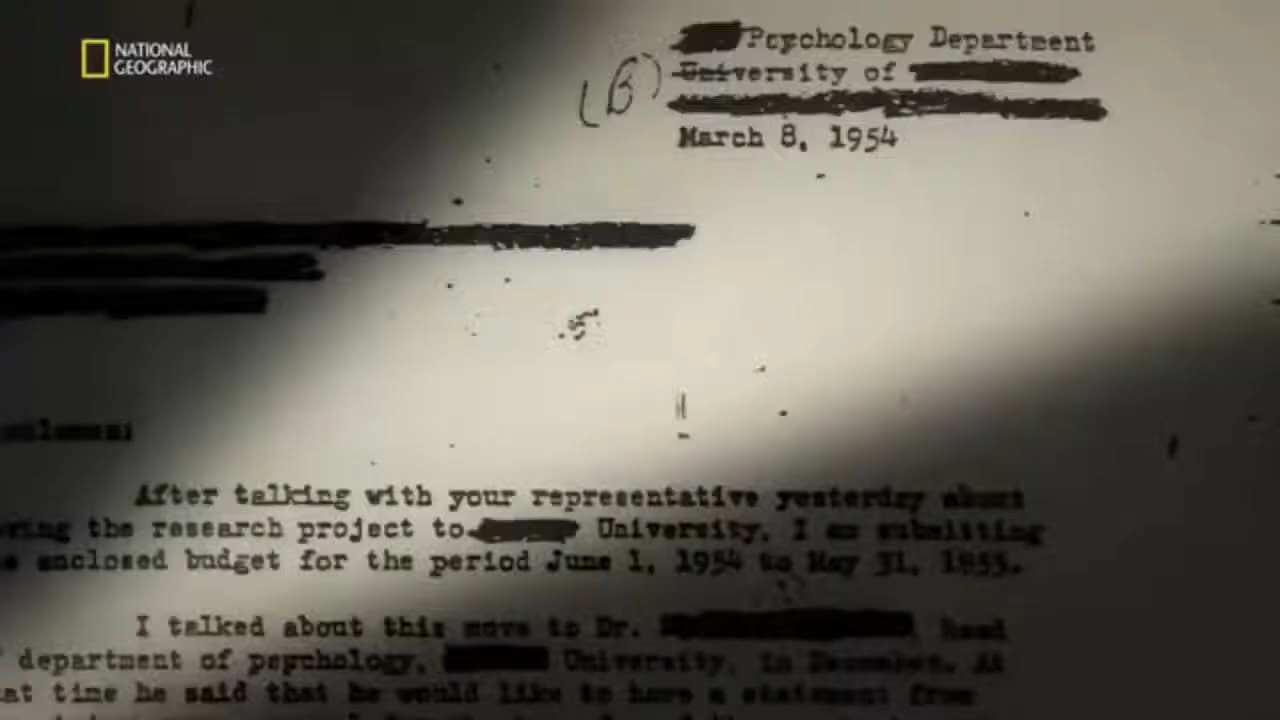 NATIONAL
GEOGRAPHIC
Psychology Department
University of
(B)
March 8, 1954
After talking with your representative yesterday about
the research project to University, I am submitting
enclosed budget for the period June 1, 1954 to May 31, 1955.
I talked about this move to Dr. head
department of psychology, University, in December. At
at time he said that he would like to have a statement from